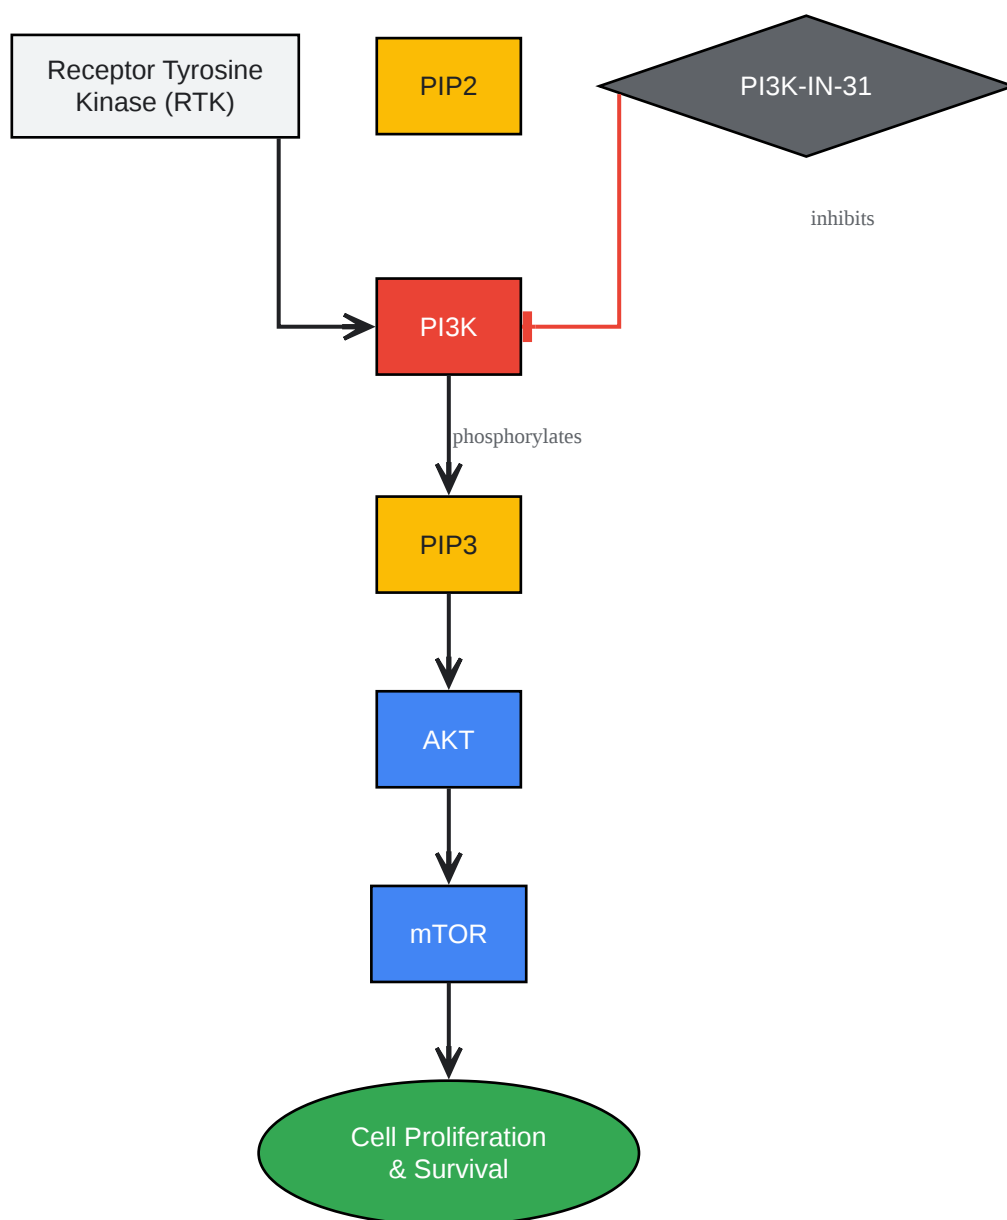 Receptor Tyrosine
Kinase (RTK)
PIP2
PI3K-IN-31
inhibits
PI3K
phosphorylates
PIP3
AKT
mTOR
Cell Proliferation
& Survival